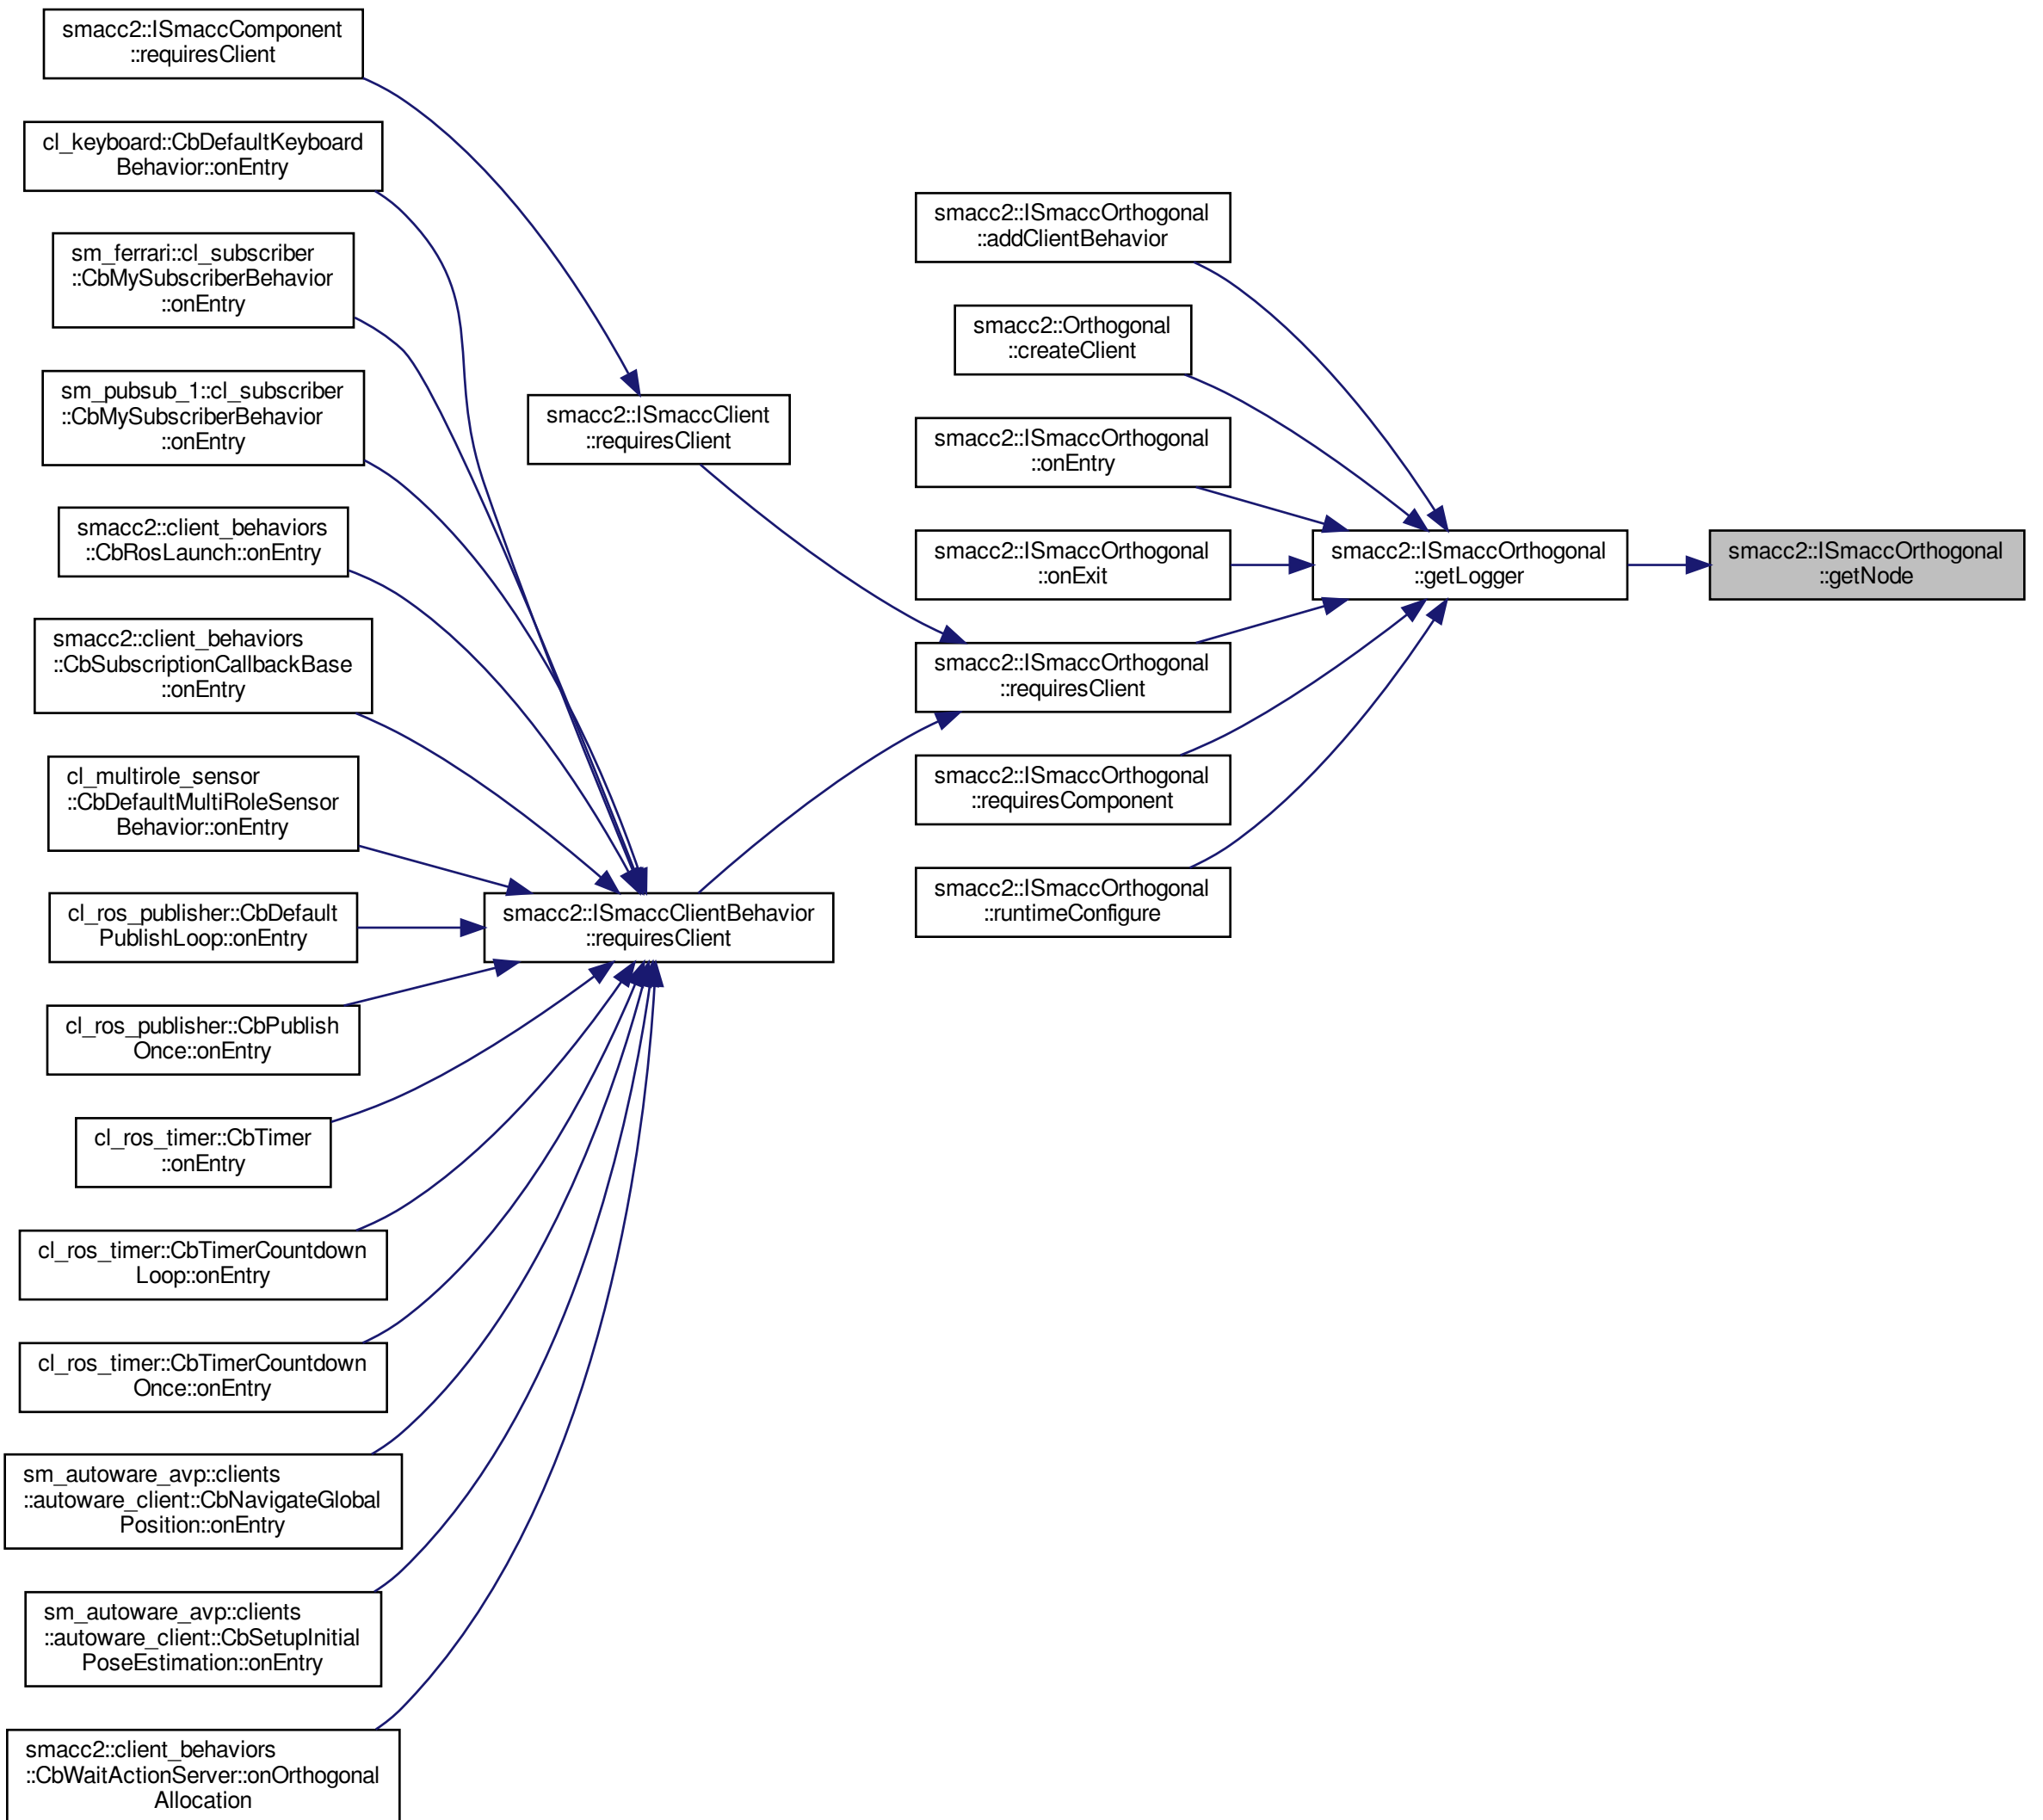 smacc2::ISmaccComponent
::requiresClient
cl_keyboard::CbDefaultKeyboard
Behavior::onEntry
sm_ferrari::cl_subscriber
::CbMySubscriberBehavior
::onEntry
sm_pubsub_1::cl_subscriber
::CbMySubscriberBehavior
::onEntry
smacc2::client_behaviors
::CbRosLaunch::onEntry
smacc2::client_behaviors
::CbSubscriptionCallbackBase
::onEntry
cl_multirole_sensor
::CbDefaultMultiRoleSensor
Behavior::onEntry
cl_ros_publisher::CbDefault
PublishLoop::onEntry
cl_ros_publisher::CbPublish
Once::onEntry
cl_ros_timer::CbTimer
::onEntry
cl_ros_timer::CbTimerCountdown
Loop::onEntry
cl_ros_timer::CbTimerCountdown
Once::onEntry
sm_autoware_avp::clients
::autoware_client::CbNavigateGlobal
Position::onEntry
sm_autoware_avp::clients
::autoware_client::CbSetupInitial
PoseEstimation::onEntry
smacc2::client_behaviors
::CbWaitActionServer::onOrthogonal
Allocation
smacc2::ISmaccClient
::requiresClient
smacc2::ISmaccClientBehavior
::requiresClient
smacc2::ISmaccOrthogonal
::addClientBehavior
smacc2::Orthogonal
::createClient
smacc2::ISmaccOrthogonal
::onEntry
smacc2::ISmaccOrthogonal
::onExit
smacc2::ISmaccOrthogonal
::requiresClient
smacc2::ISmaccOrthogonal
::requiresComponent
smacc2::ISmaccOrthogonal
::runtimeConfigure
smacc2::ISmaccOrthogonal
::getLogger
smacc2::ISmaccOrthogonal
::getNode